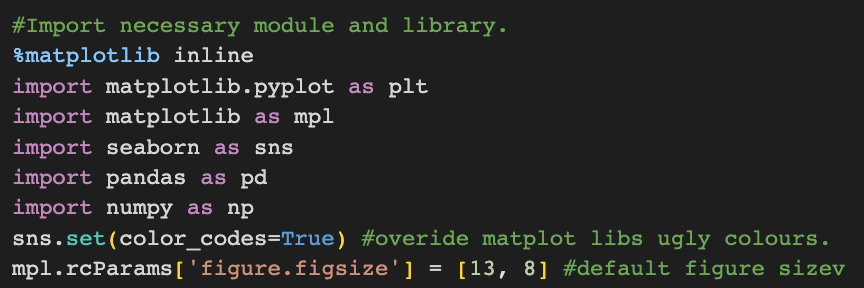 #Import necessary module and library.
%matplotlib inline
import matplotlib.pyplot as plt
import matplotlib as mpl
import seaborn as sns
import pandas as pd
import numpy as np
sns.set(color_codes=True) #overide matplot libs ugly colours.
mpl.rcParams['figure.figsize'] = [13, 8] #default figure sizev